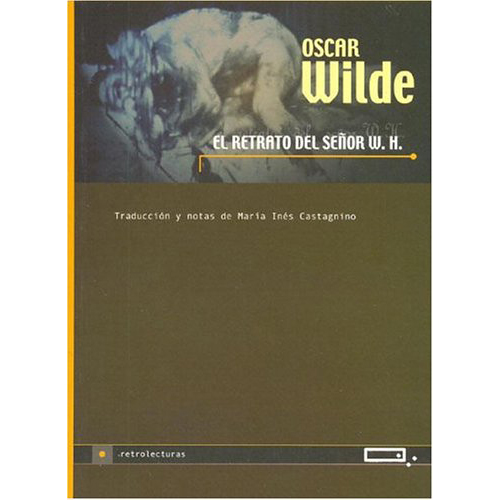 OSCAR
Wilde
EL RETRATO DEL SEÑOR W. H.
Traducción y notas de María Inés Castagnino
.retrolecturas